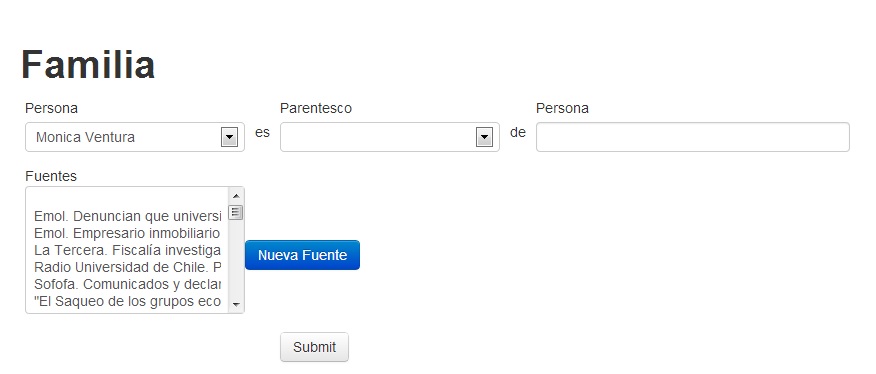 Familia
Persona Parentesco Persona
Monica Ventura es de
Fuentes
Emol. Denuncian que universi
Emol. Empresario inmobiliario
La Tercera. Fiscalía investiga
Radio Universidad de Chile. P
Sofofa. Comunicados y declar
"El Saqueo de los grupos eco
Nueva Fuente
Submit